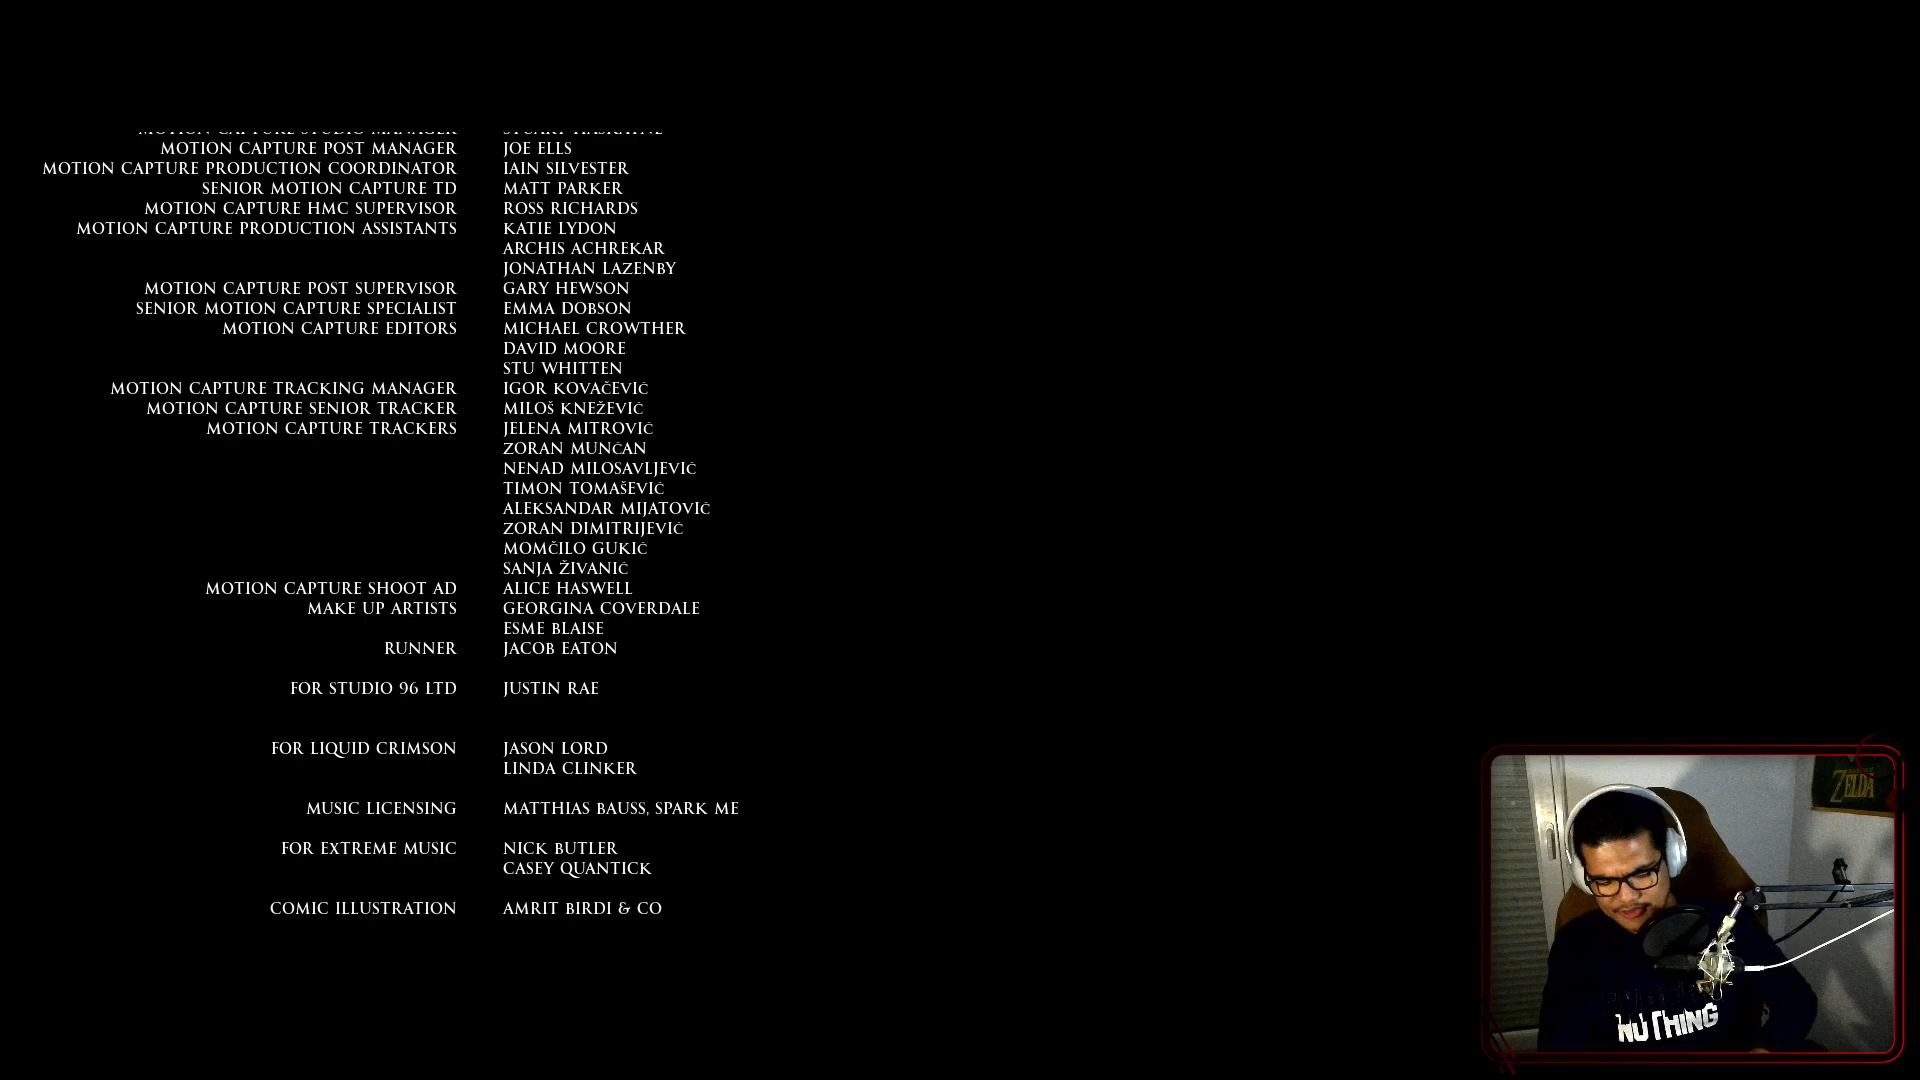 MOTION CAPTURE STUDIO MANAGER STUART HASKAYNE
MOTION CAPTURE POST MANAGER JOE ELLS
MOTION CAPTURE PRODUCTION COORDINATOR IAIN SILVESTER
SENIOR MOTION CAPTURE TD MATT PARKER
MOTION CAPTURE HMC SUPERVISOR ROSS RICHARDS
MOTION CAPTURE PRODUCTION ASSISTANTS KATIE LYDON
ARCHIS ACHREKAR
JONATHAN LAZENBY
MOTION CAPTURE POST SUPERVISOR GARY HEWSON
SENIOR MOTION CAPTURE SPECIALIST EMMA DOBSON
MOTION CAPTURE EDITORS MICHAEL CROWTHER
DAVID MOORE
STU WHITTEN
MOTION CAPTURE TRACKING MANAGER IGOR KOVAČEVIĆ
MOTION CAPTURE SENIOR TRACKER MILOŠ KNEŽEVIĆ
MOTION CAPTURE TRACKERS JELENA MITROVIĆ
ZORAN MUNĆAN
NENAD MILOSAVLJEVIĆ
TIMON TOMAŠEVIĆ
ALEKSANDAR MIJATOVIĆ
ZORAN DIMITRIJEVIĆ
MOMČILO GUKIĆ
SANJA ŽIVANIĆ
MOTION CAPTURE SHOOT AD ALICE HASWELL
MAKE UP ARTISTS GEORGINA COVERDALE
ESME BLAISE
RUNNER JACOB EATON
FOR STUDIO 96 LTD JUSTIN RAE
FOR LIQUID CRIMSON JASON LORD
LINDA CLINKER
MUSIC LICENSING MATTHIAS BAUSS, SPARK ME
FOR EXTREME MUSIC NICK BUTLER
CASEY QUANTICK
COMIC ILLUSTRATION AMRIT BIRDI & CO
ZELDA
NOTHING